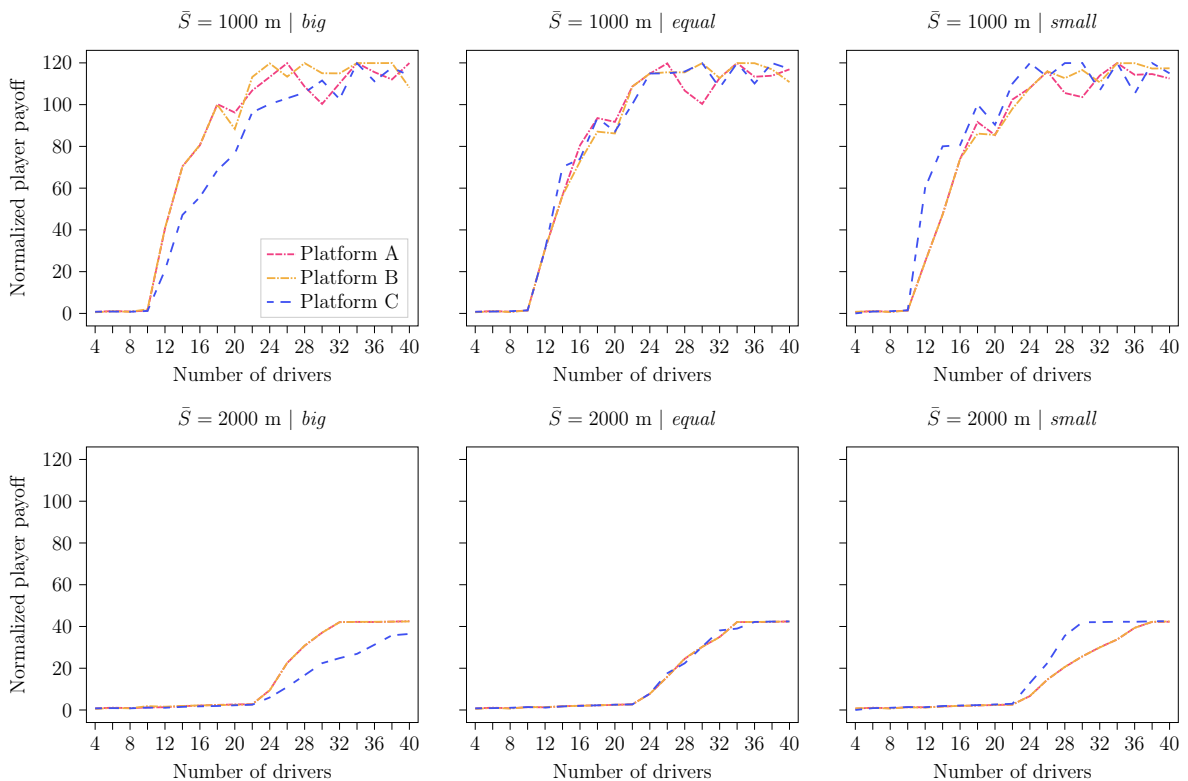 S̄ = 1000 m | big
S̄ = 1000 m | equal
S̄ = 1000 m | small
Normalized player payoff
120
100
80
60
40
20
0
Platform A
Platform B
Platform C
4 8 12 16 20 24 28 32 36 40
4 8 12 16 20 24 28 32 36 40
4 8 12 16 20 24 28 32 36 40
Number of drivers
Number of drivers
Number of drivers
S̄ = 2000 m | big
S̄ = 2000 m | equal
S̄ = 2000 m | small
Normalized player payoff
120
100
80
60
40
20
0
4 8 12 16 20 24 28 32 36 40
4 8 12 16 20 24 28 32 36 40
4 8 12 16 20 24 28 32 36 40
Number of drivers
Number of drivers
Number of drivers